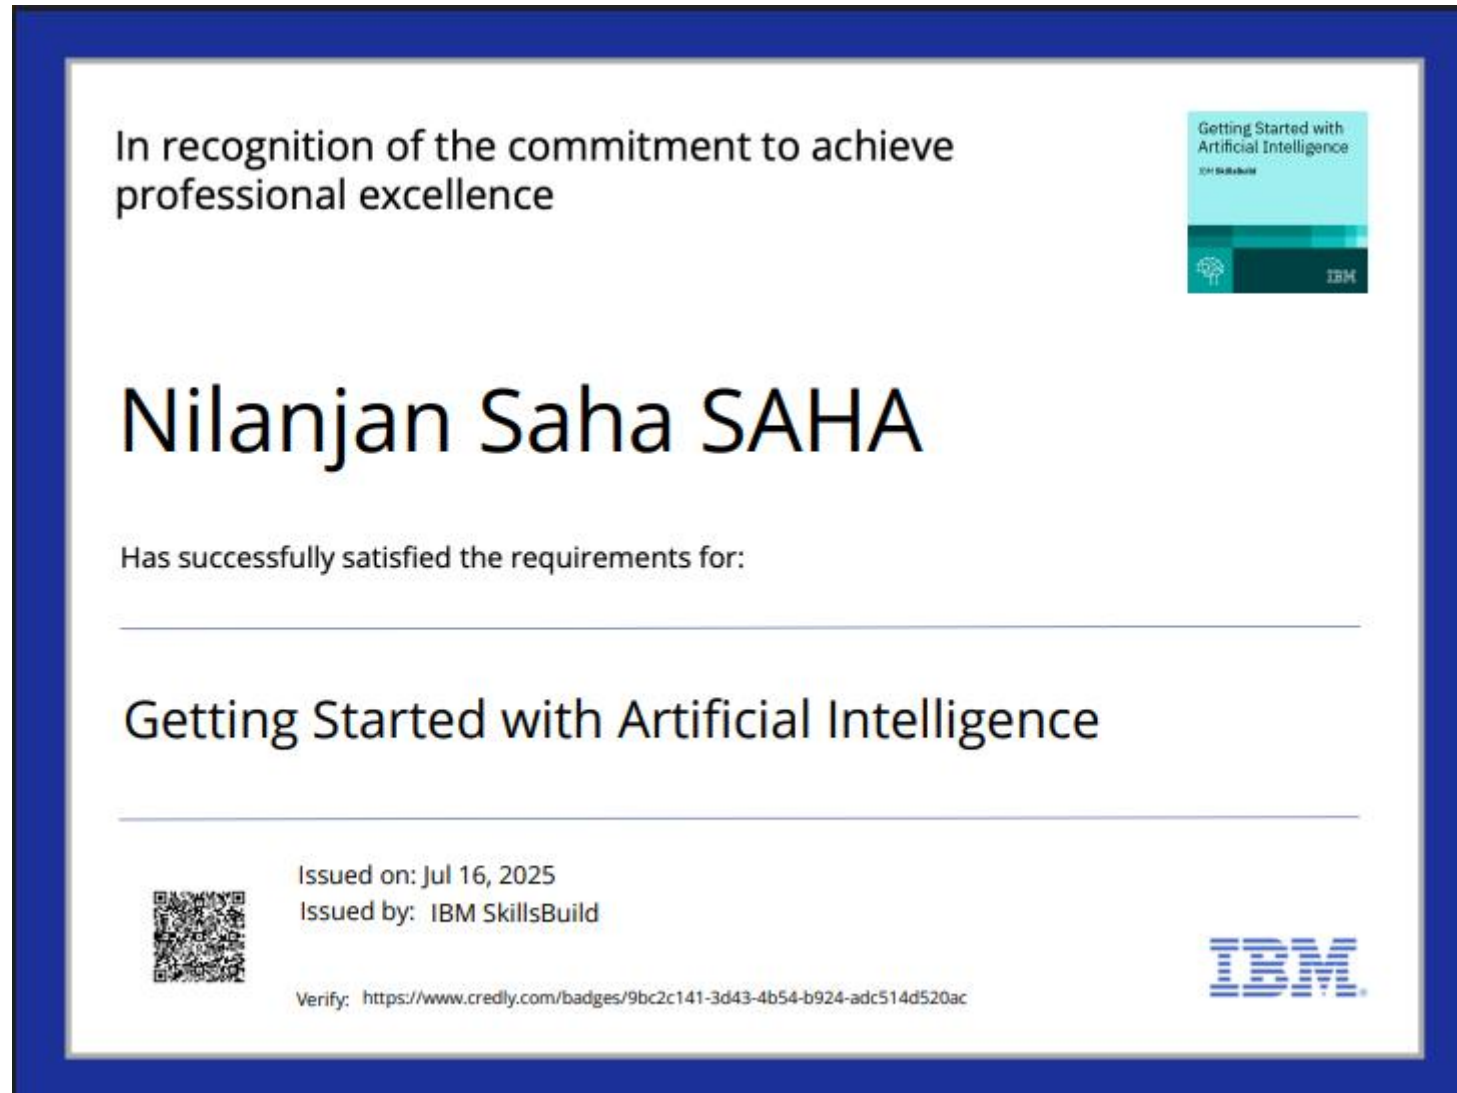 In recognition of the commitment to achieve
professional excellence
Getting Started with
Artificial Intelligence
IBM SkillsBuild
IBM
Nilanjan Saha SAHA
Has successfully satisfied the requirements for:
Getting Started with Artificial Intelligence
Issued on: Jul 16, 2025
Issued by: IBM SkillsBuild
Verify: https://www.credly.com/badges/9bc2c141-3d43-4b54-b924-adc514d520ac
IBM.